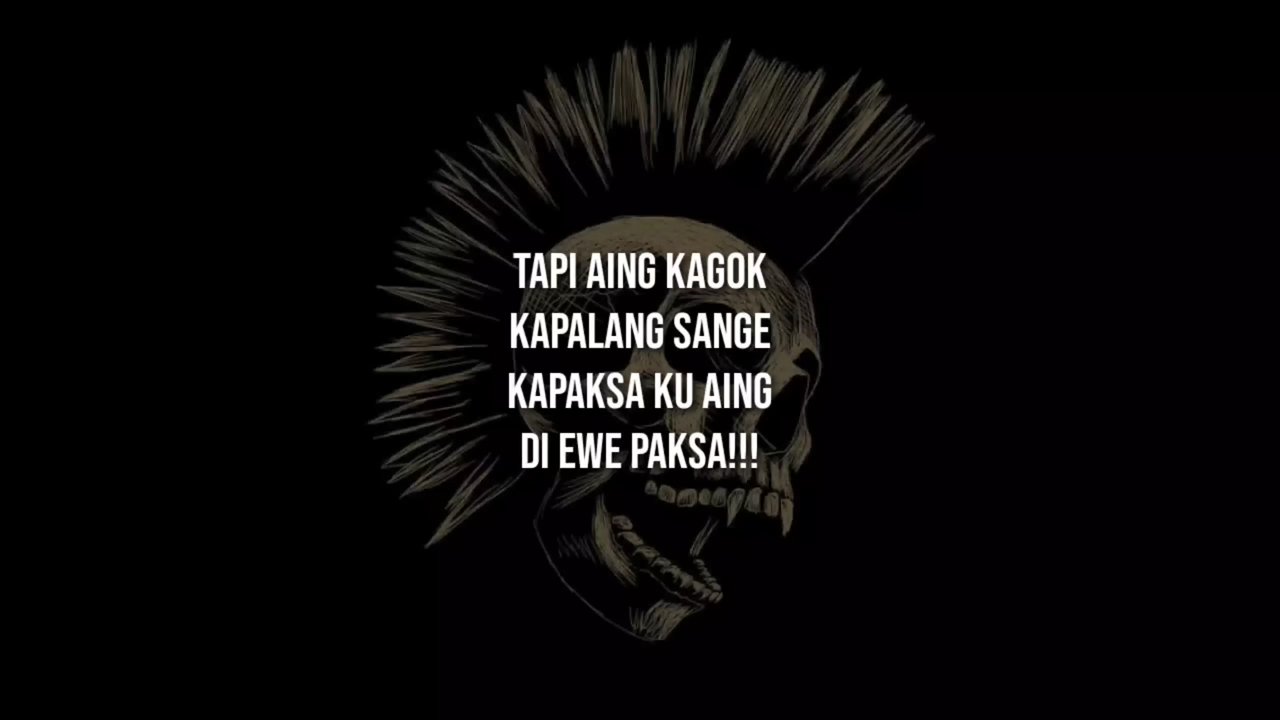 TAPI AING KAGOK
KAPALANG SANGE
KAPAKSA KU AING
DI EWE PAKSA!!!